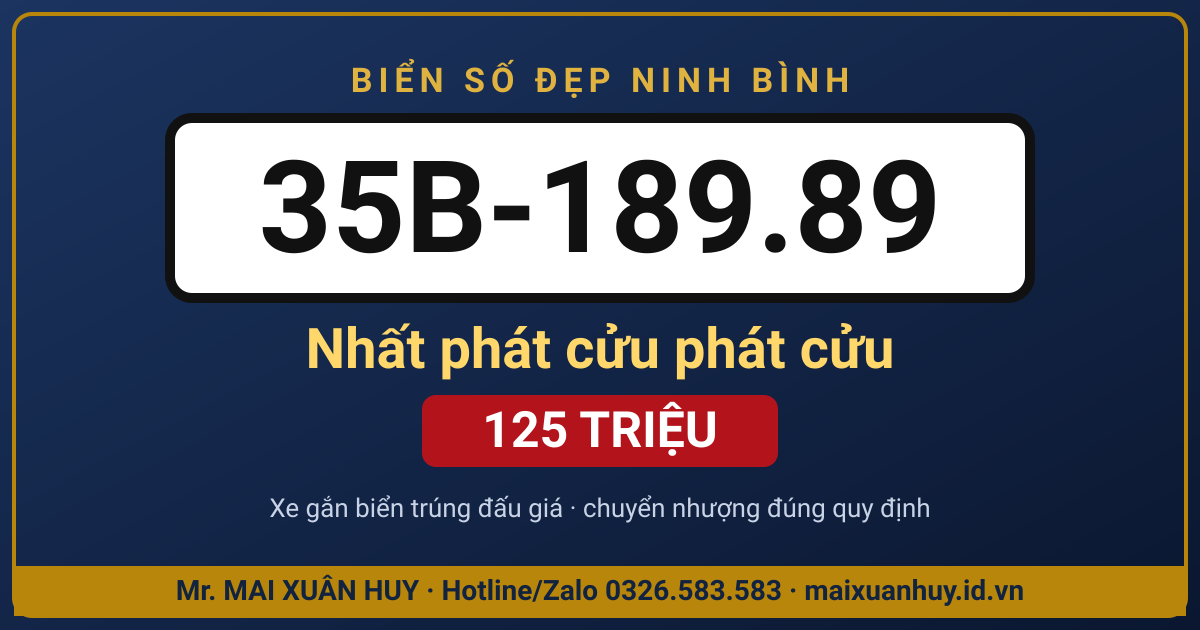 BIỂN SỐ ĐẸP NINH BÌNH
35B-189.89
Nhất phát cửu phát cửu
125 TRIỆU
Xe gắn biển trúng đấu giá · chuyển nhượng đúng quy định
Mr. MAI XUÂN HUY · Hotline/Zalo 0326.583.583 · maixuanhuy.id.vn